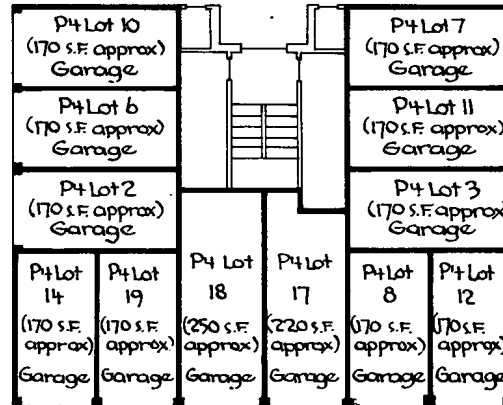 P4 Lot 10
(170 S.F. approx)
Garage
P4 Lot 7
(170 S.F. approx)
Garage
P4 Lot 6
(170 S.F. approx)
Garage
P4 Lot 11
(170 S.F. approx)
Garage
P4 Lot 2
(170 S.F. approx)
Garage
P4 Lot 3
(170 S.F. approx)
Garage
P4 Lot
14
(170 S.F.
approx)
Garage
P4 Lot
19
(170 S.F.
approx)
Garage
P4 Lot
18
(250 S.F.
approx)
Garage
P4 Lot
17
(220 S.F.
approx)
Garage
P4 Lot
8
(170 S.F.
approx)
Garage
P4 Lot
12
(170 S.F.
approx)
Garage